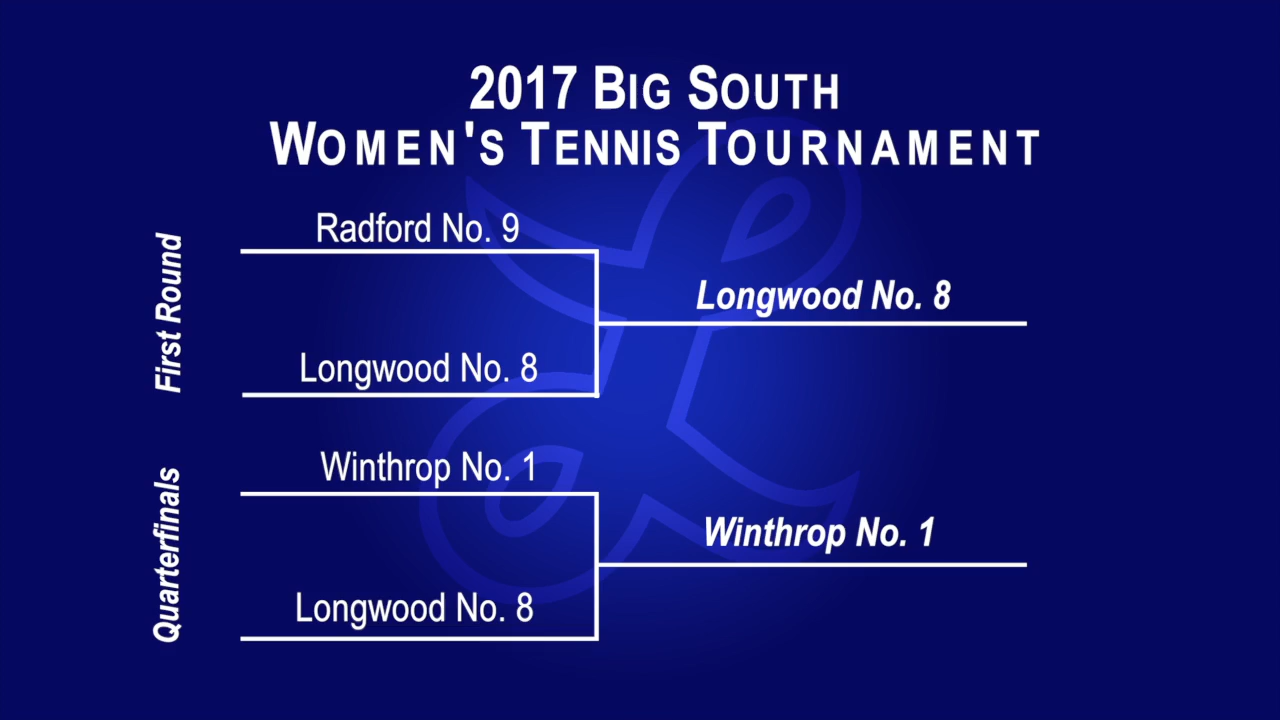 2017 BIG SOUTH
WOMEN'S TENNIS TOURNAMENT
First Round
Radford No. 9
Longwood No. 8
Longwood No. 8
Quarterfinals
Winthrop No. 1
Longwood No. 8
Winthrop No. 1